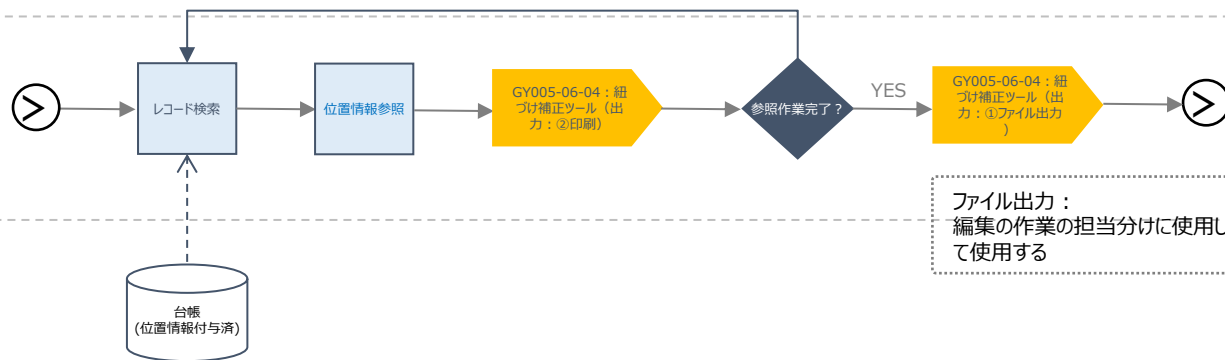 レコード検索
位置情報参照
GY005-06-04：紐
づけ補正ツール（出
力：②印刷）
参照作業完了？
YES
GY005-06-04：紐
づけ補正ツール（出
力：①ファイル出力
）
ファイル出力：
編集の作業の担当分けに使用し
て使用する
台帳
(位置情報付与済)